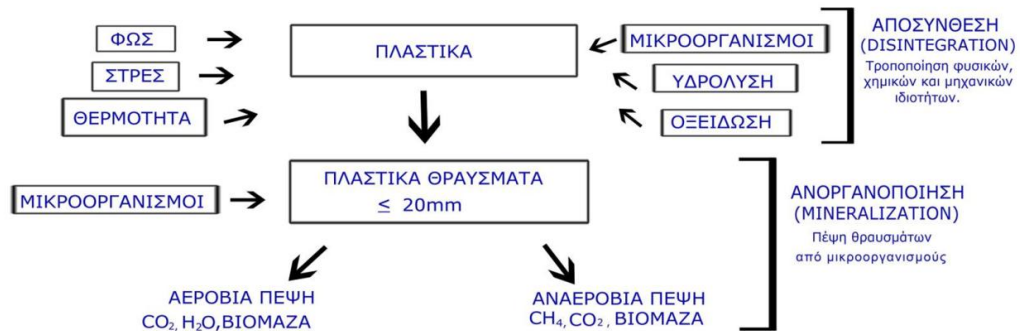 ΦΩΣ
ΣΤΡΕΣ
ΘΕΡΜΟΤΗΤΑ
ΠΛΑΣΤΙΚΑ
ΜΙΚΡΟΟΡΓΑΝΙΣΜΟΙ
ΥΔΡΟΛΥΣΗ
ΟΞΕΙΔΩΣΗ
ΑΠΟΣΥΝΘΕΣΗ
(DISINTEGRATION)
Τροποποίηση φυσικών,
χημικών και μηχανικών
ιδιοτήτων.
ΜΙΚΡΟΟΡΓΑΝΙΣΜΟΙ
ΠΛΑΣΤΙΚΑ ΘΡΑΥΣΜΑΤΑ
≤ 20mm
ΑΝΟΡΓΑΝΟΠΟΙΗΣΗ
(MINERALIZATION)
Πέψη θραυσμάτων
από μικροοργανισμούς
ΑΕΡΟΒΙΑ ΠΕΨΗ
CO₂, H₂O, ΒΙΟΜΑΖΑ
ΑΝΑΕΡΟΒΙΑ ΠΕΨΗ
CH₄, CO₂, ΒΙΟΜΑΖΑ